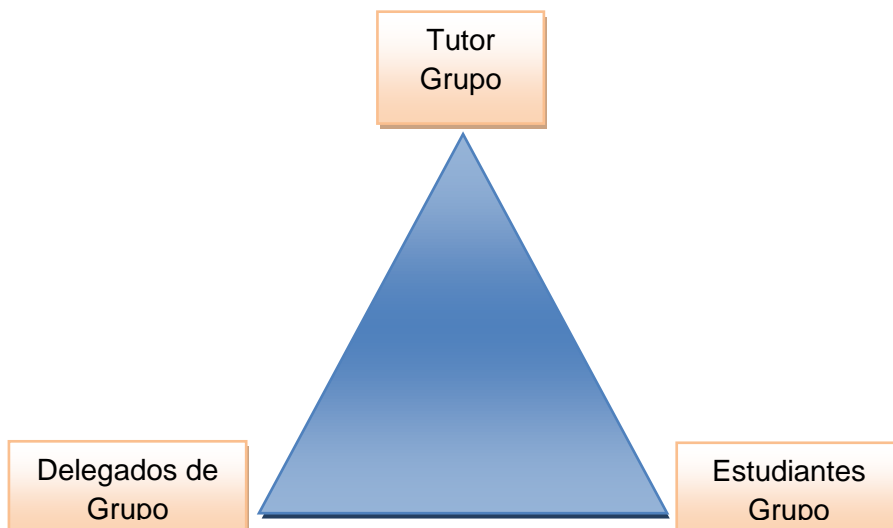 Tutor
Grupo
Delegados de
Grupo
Estudiantes
Grupo